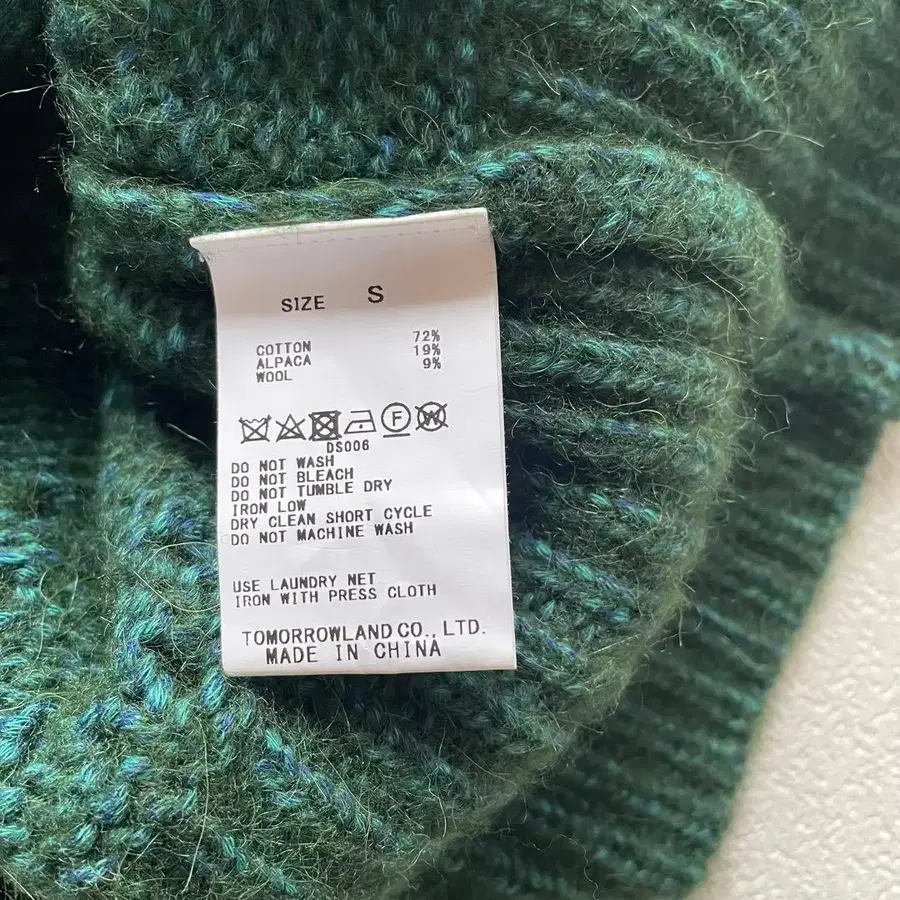 SIZE S
COTTON 72%
ALPACA 19%
WOOL 9%
F W
DS006
DO NOT WASH
DO NOT BLEACH
DO NOT TUMBLE DRY
IRON LOW
DRY CLEAN SHORT CYCLE
DO NOT MACHINE WASH
USE LAUNDRY NET
IRON WITH PRESS CLOTH
TOMORROWLAND CO., LTD.
MADE IN CHINA